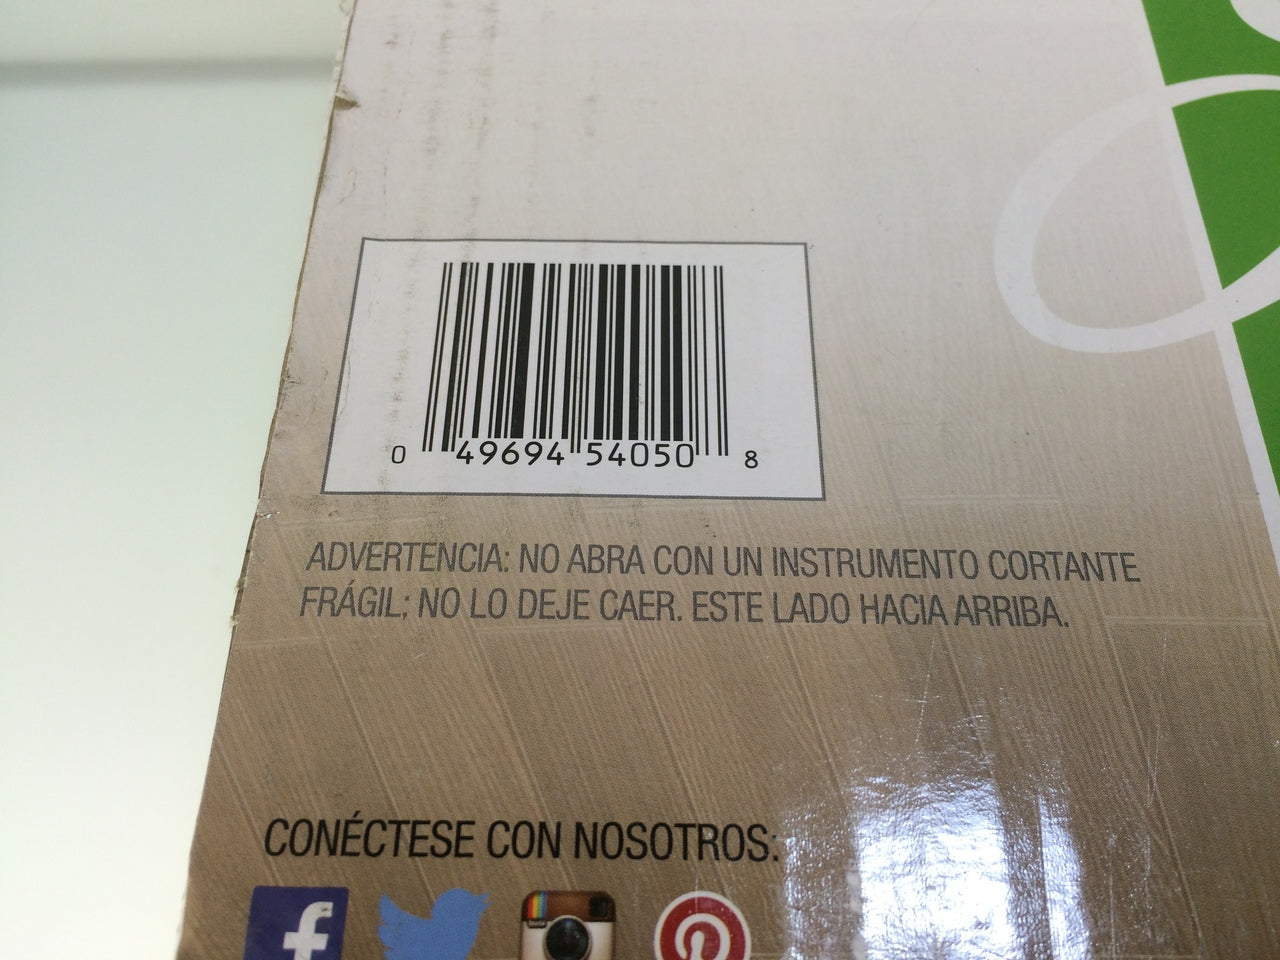 0 49694 54050 8
ADVERTENCIA: NO ABRA CON UN INSTRUMENTO CORTANTE
FRÁGIL; NO LO DEJE CAER. ESTE LADO HACIA ARRIBA.
CONÉCTESE CON NOSOTROS: